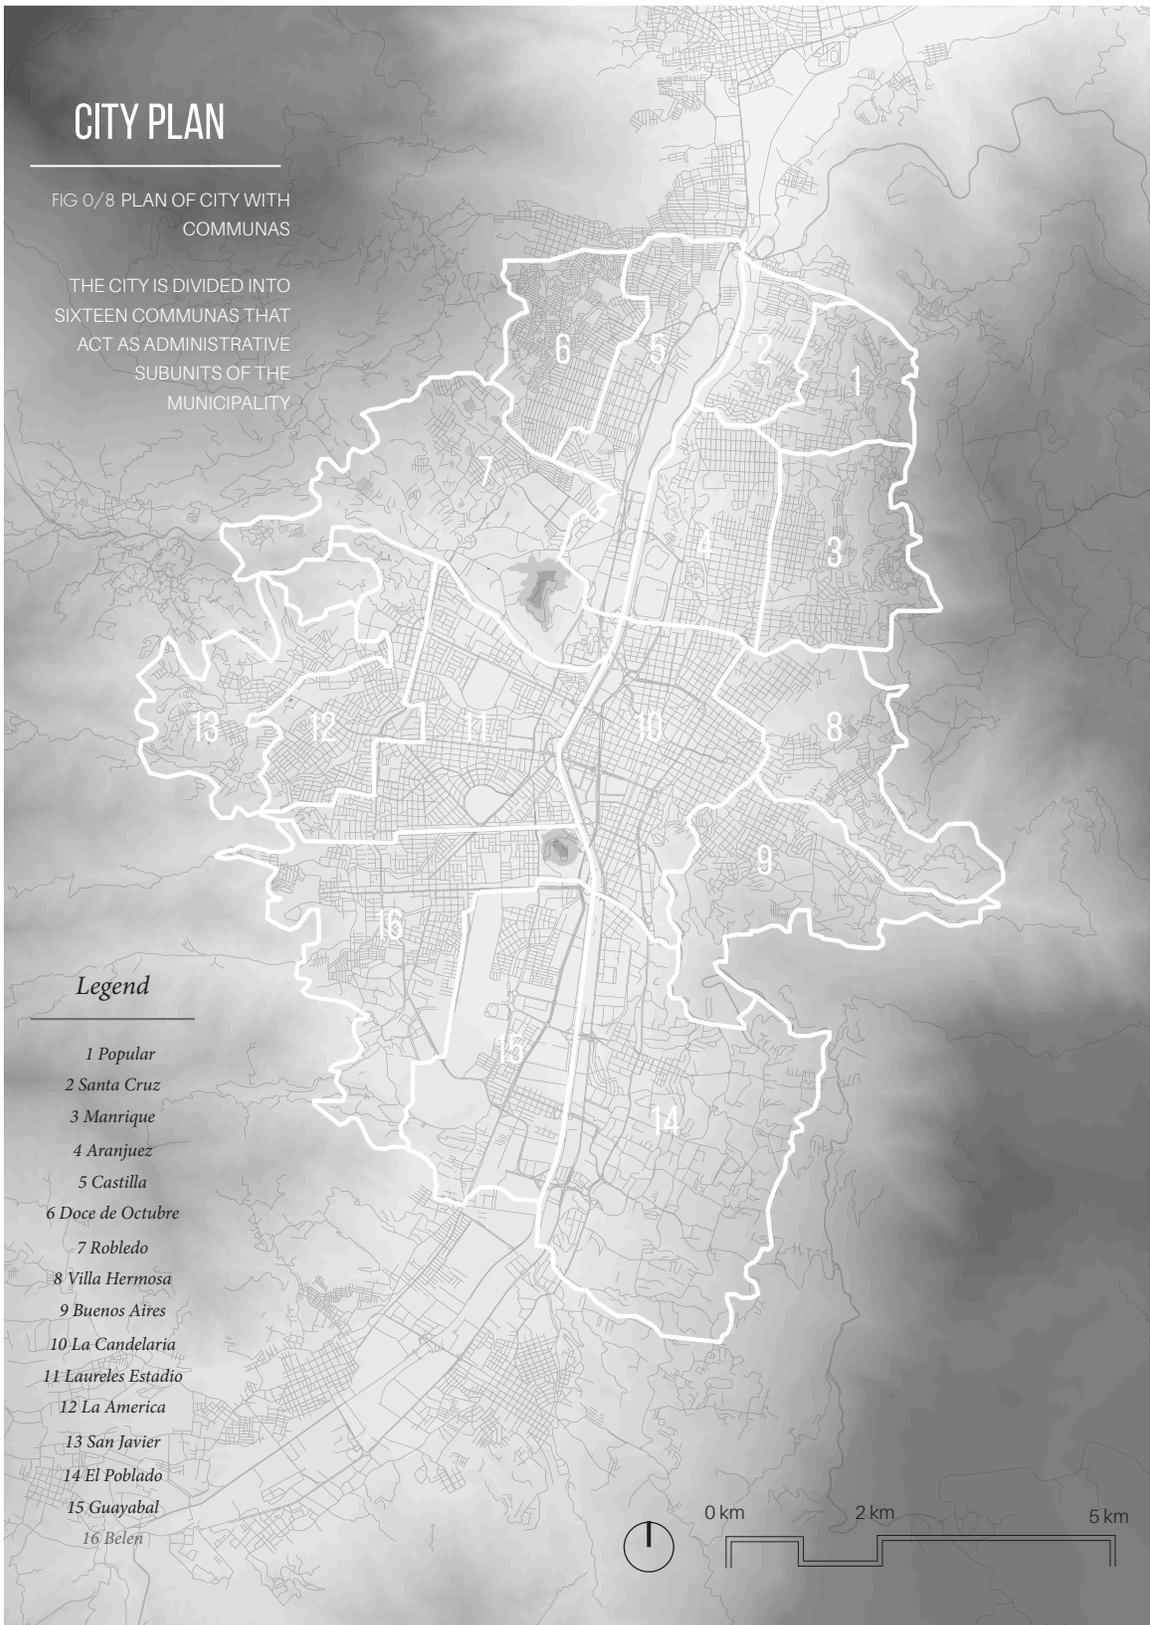 CITY PLAN
FIG 0/8 PLAN OF CITY WITH
COMMUNAS
THE CITY IS DIVIDED INTO
SIXTEEN COMMUNAS THAT
ACT AS ADMINISTRATIVE
SUBUNITS OF THE
MUNICIPALITY
6
5
2
1
7
4
3
13
12
11
10
8
9
16
15
14
Legend
1 Popular
2 Santa Cruz
3 Manrique
4 Aranjuez
5 Castilla
6 Doce de Octubre
7 Robledo
8 Villa Hermosa
9 Buenos Aires
10 La Candelaria
11 Laureles Estadio
12 La America
13 San Javier
14 El Poblado
15 Guayabal
16 Belen
0 km
2 km
5 km